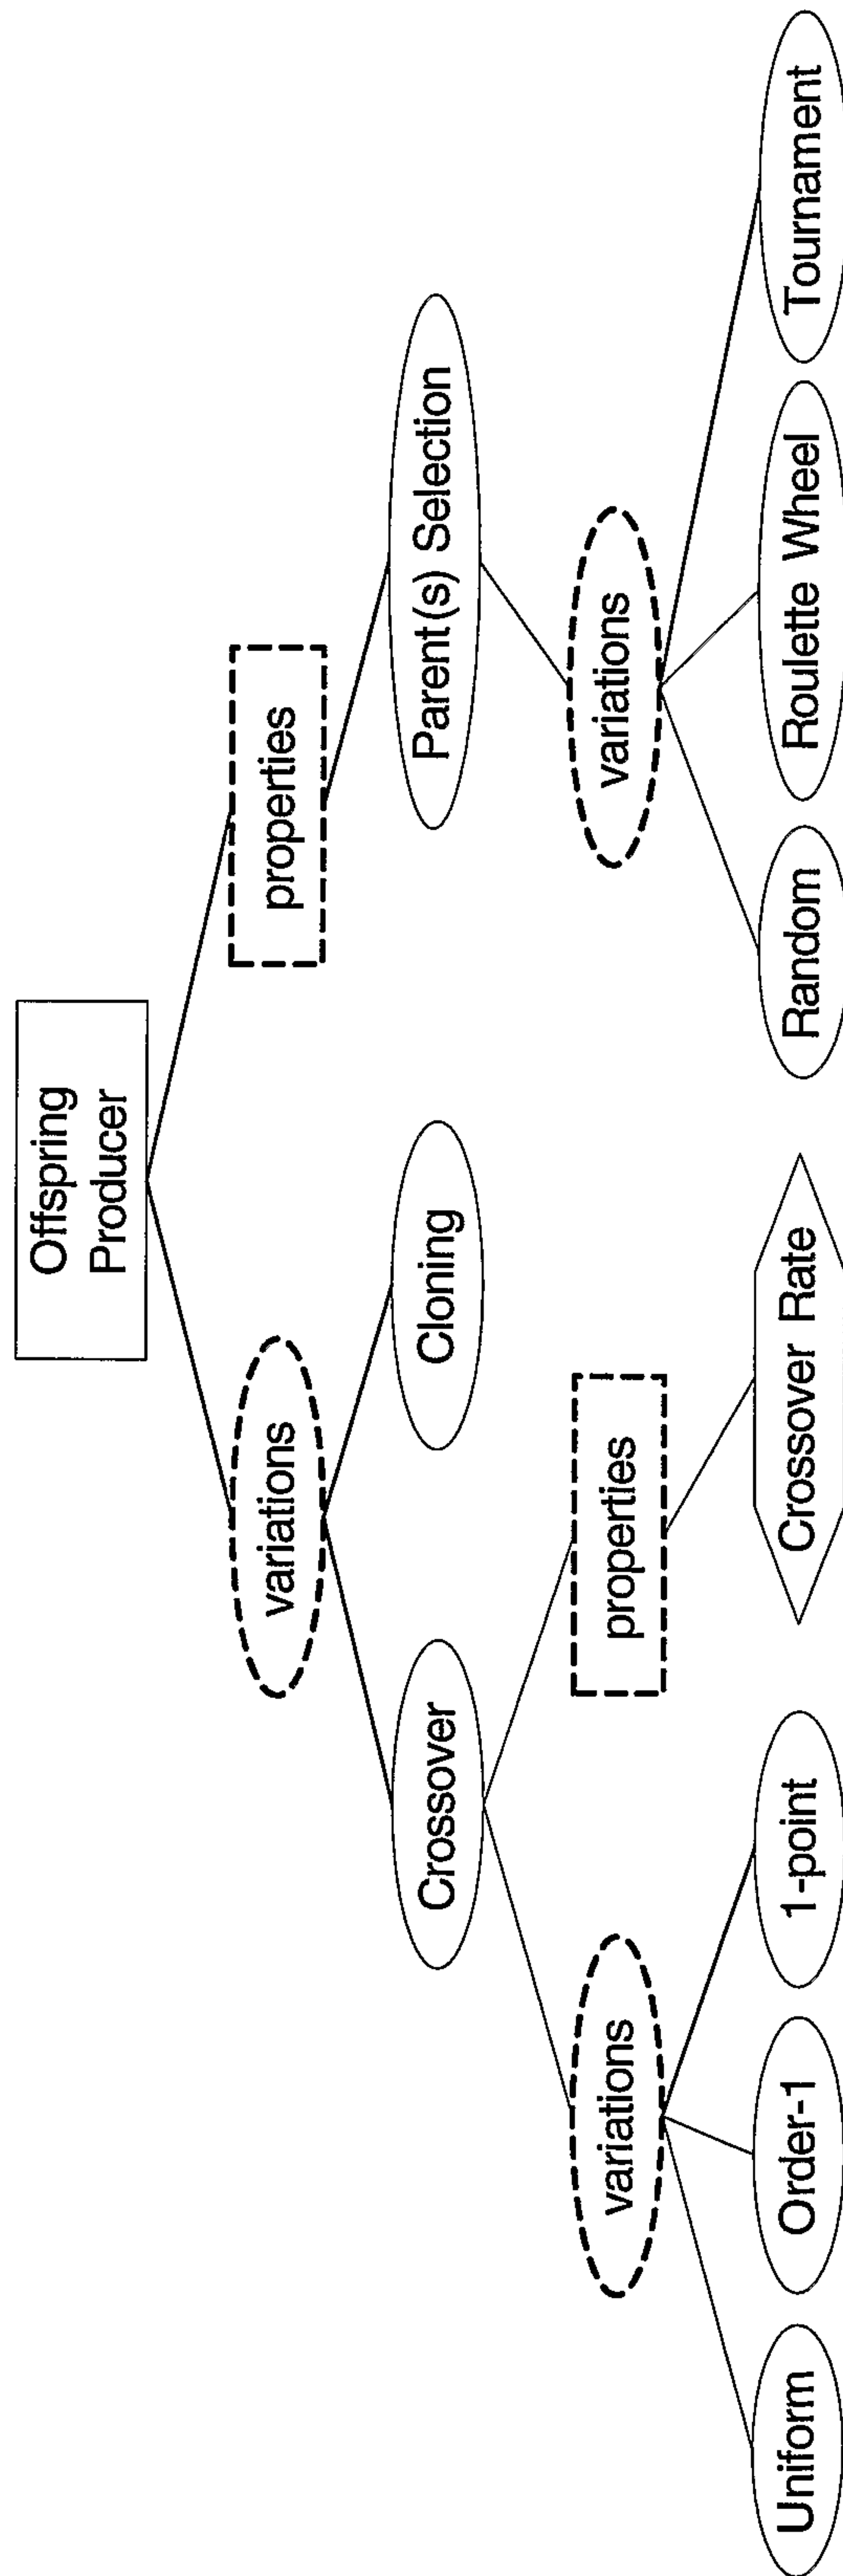 Offspring
Producer
variations
properties
Crossover
Cloning
Parent(s) Selection
variations
properties
variations
Uniform
Order-1
1-point
Crossover Rate
Random
Roulette Wheel
Tournament